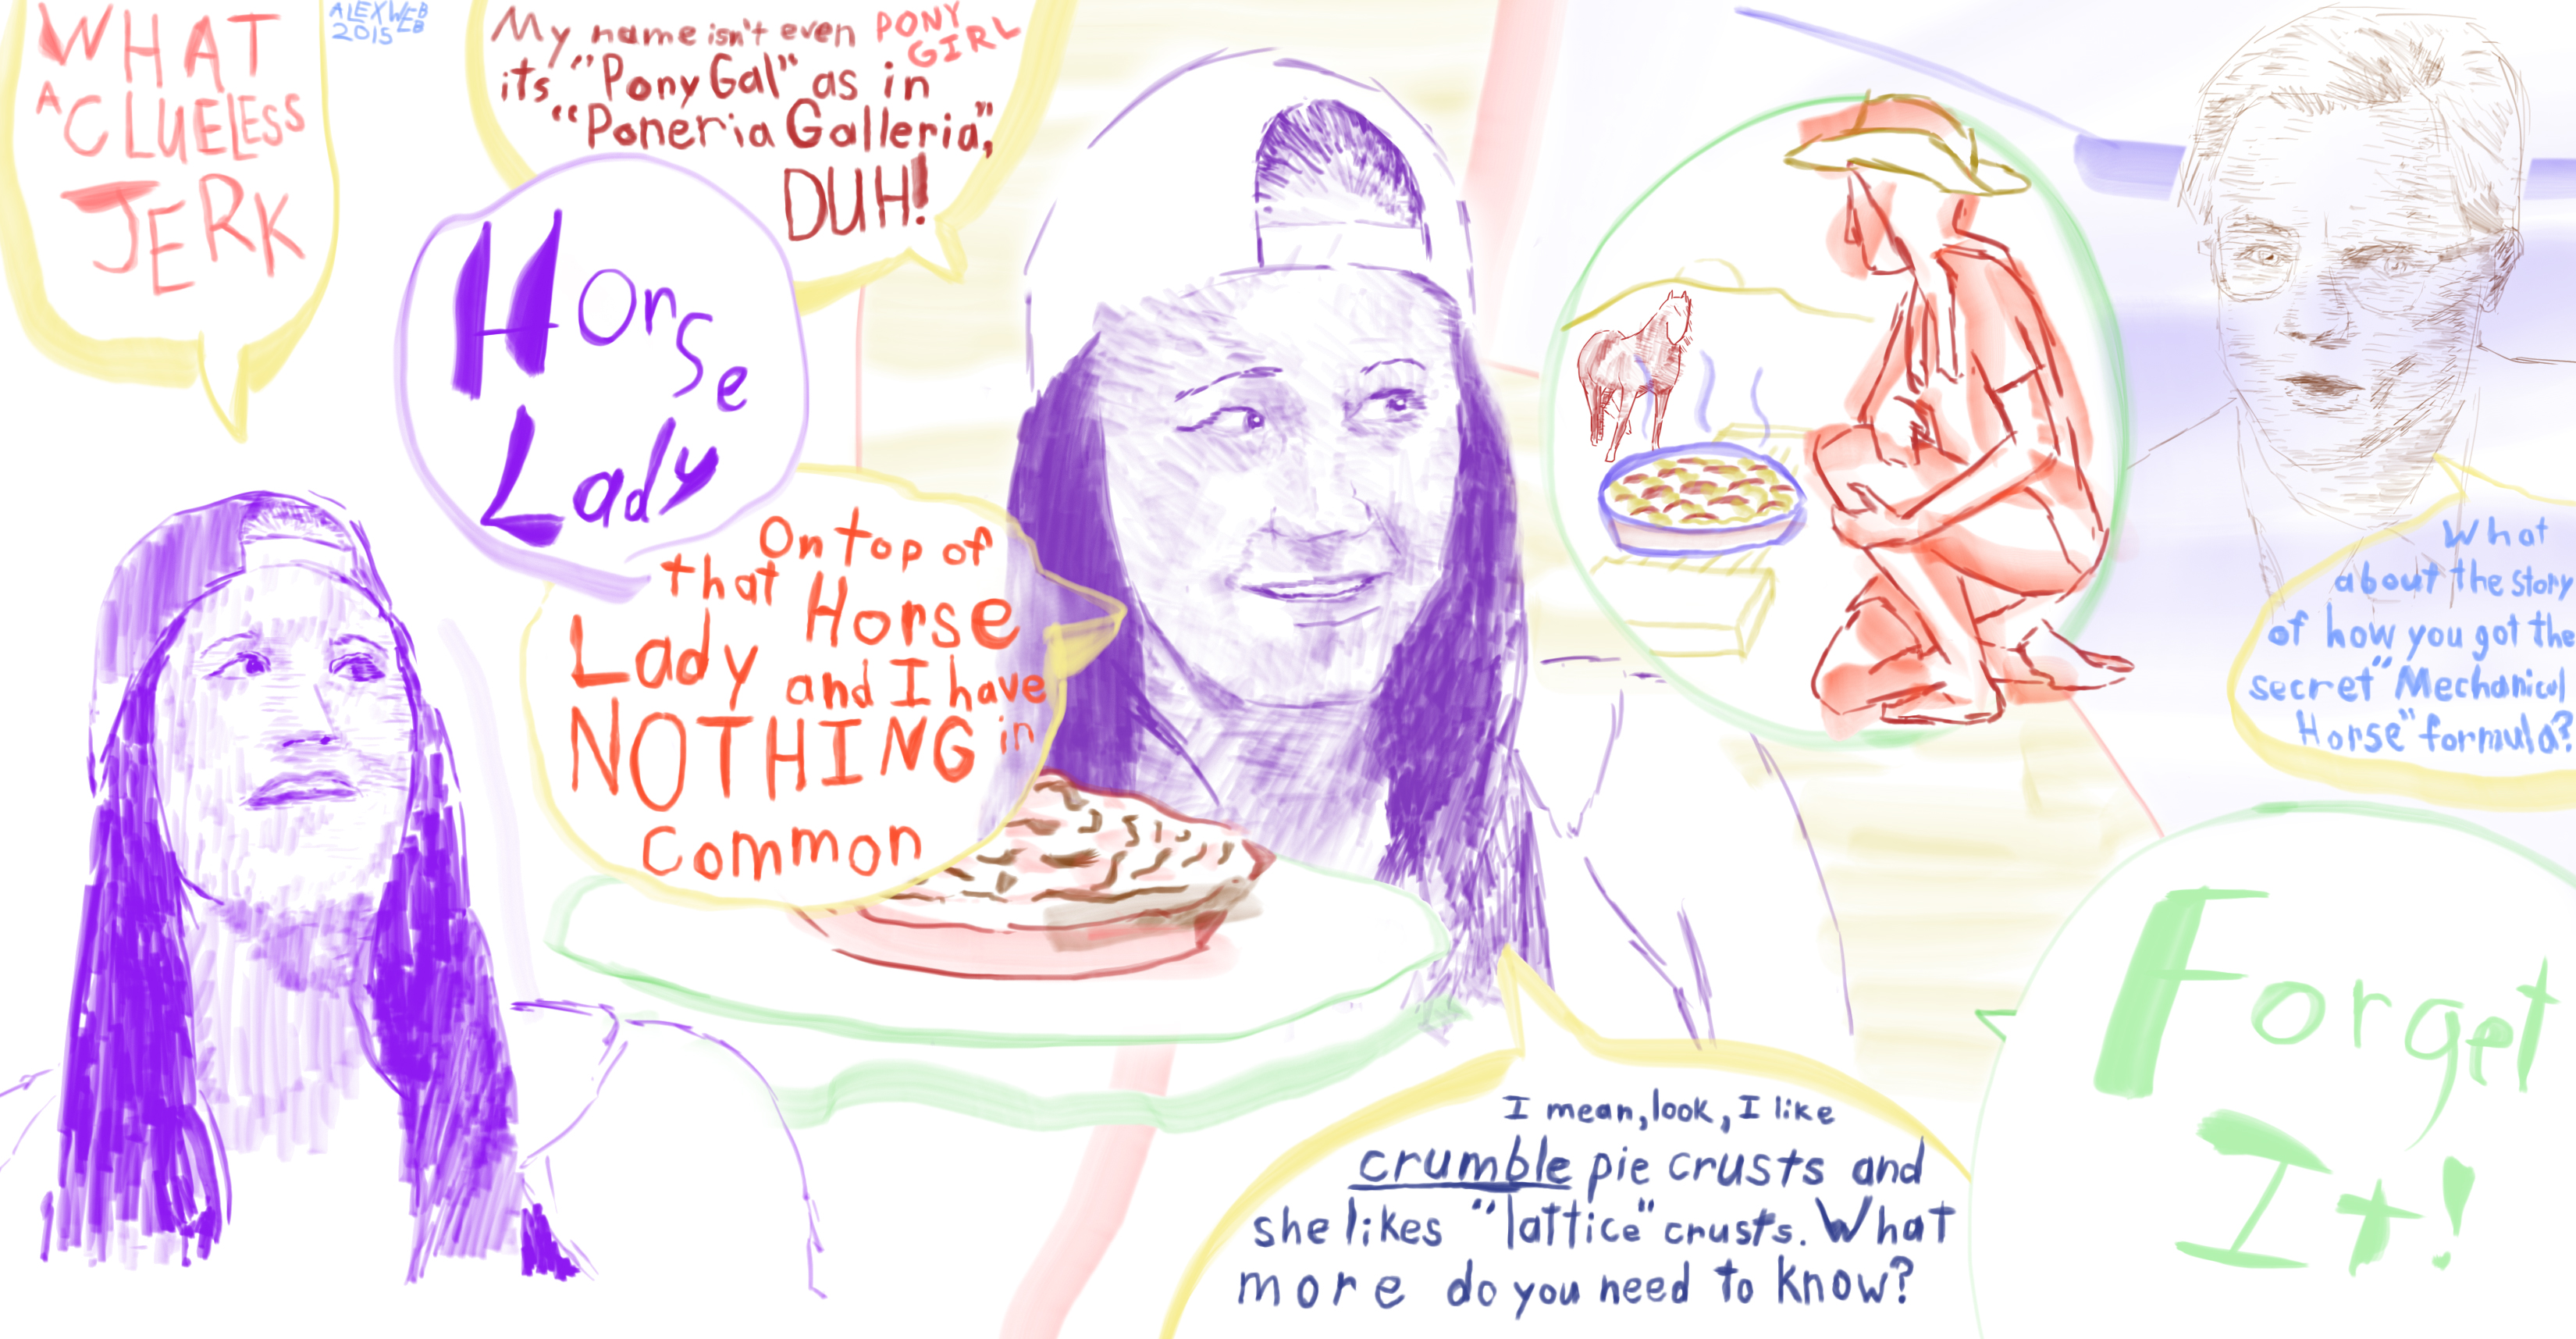 WHAT
A CLUELESS
JERK
ALEX WEBB
2015
My name isn't even PONY GIRL
its "Pony Gal" as in
"Poneria Galleria",
DUH!
Horse
Lady
On top of
that Horse
Lady and I have
NOTHING in
common
What
about the story
of how you got the
secret "Mechanical
Horse" formula?
I mean, look, I like
crumble pie crusts and
she likes "lattice" crusts. What
more do you need to know?
Forget
It!